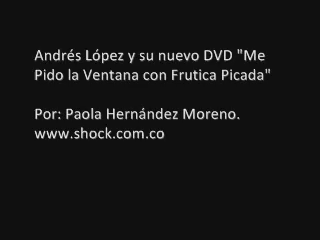 Andrés López y su nuevo DVD "Me
Pido la Ventana con Frutica Picada"
Por: Paola Hernández Moreno.
www.shock.com.co